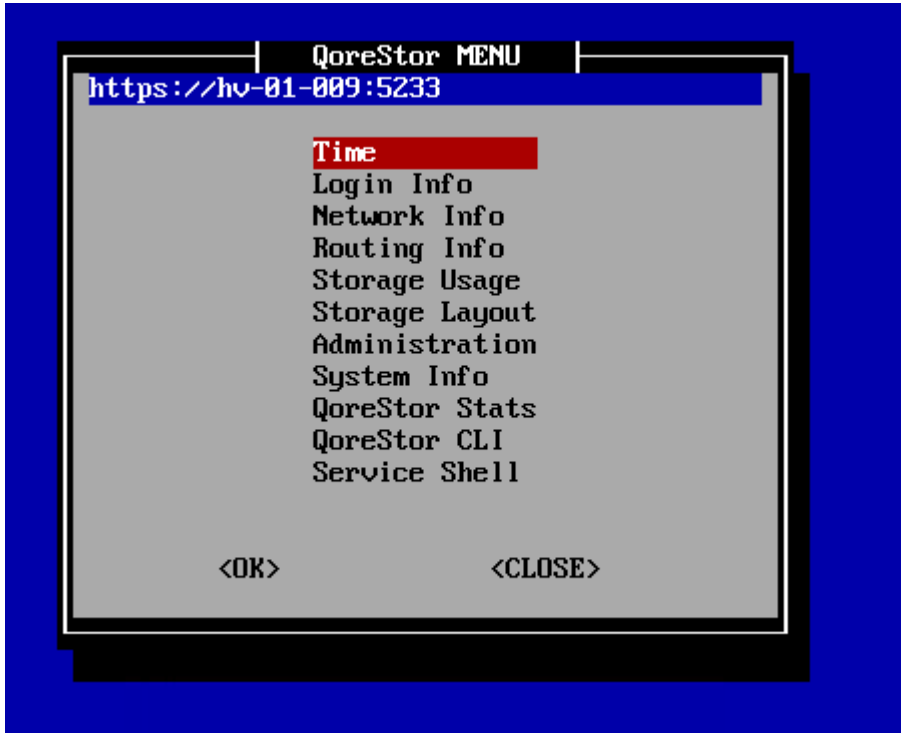 QoreStor MENU
https://hv-01-009:5233
Time
Login Info
Network Info
Routing Info
Storage Usage
Storage Layout
Administration
System Info
QoreStor Stats
QoreStor CLI
Service Shell
<OK> <CLOSE>